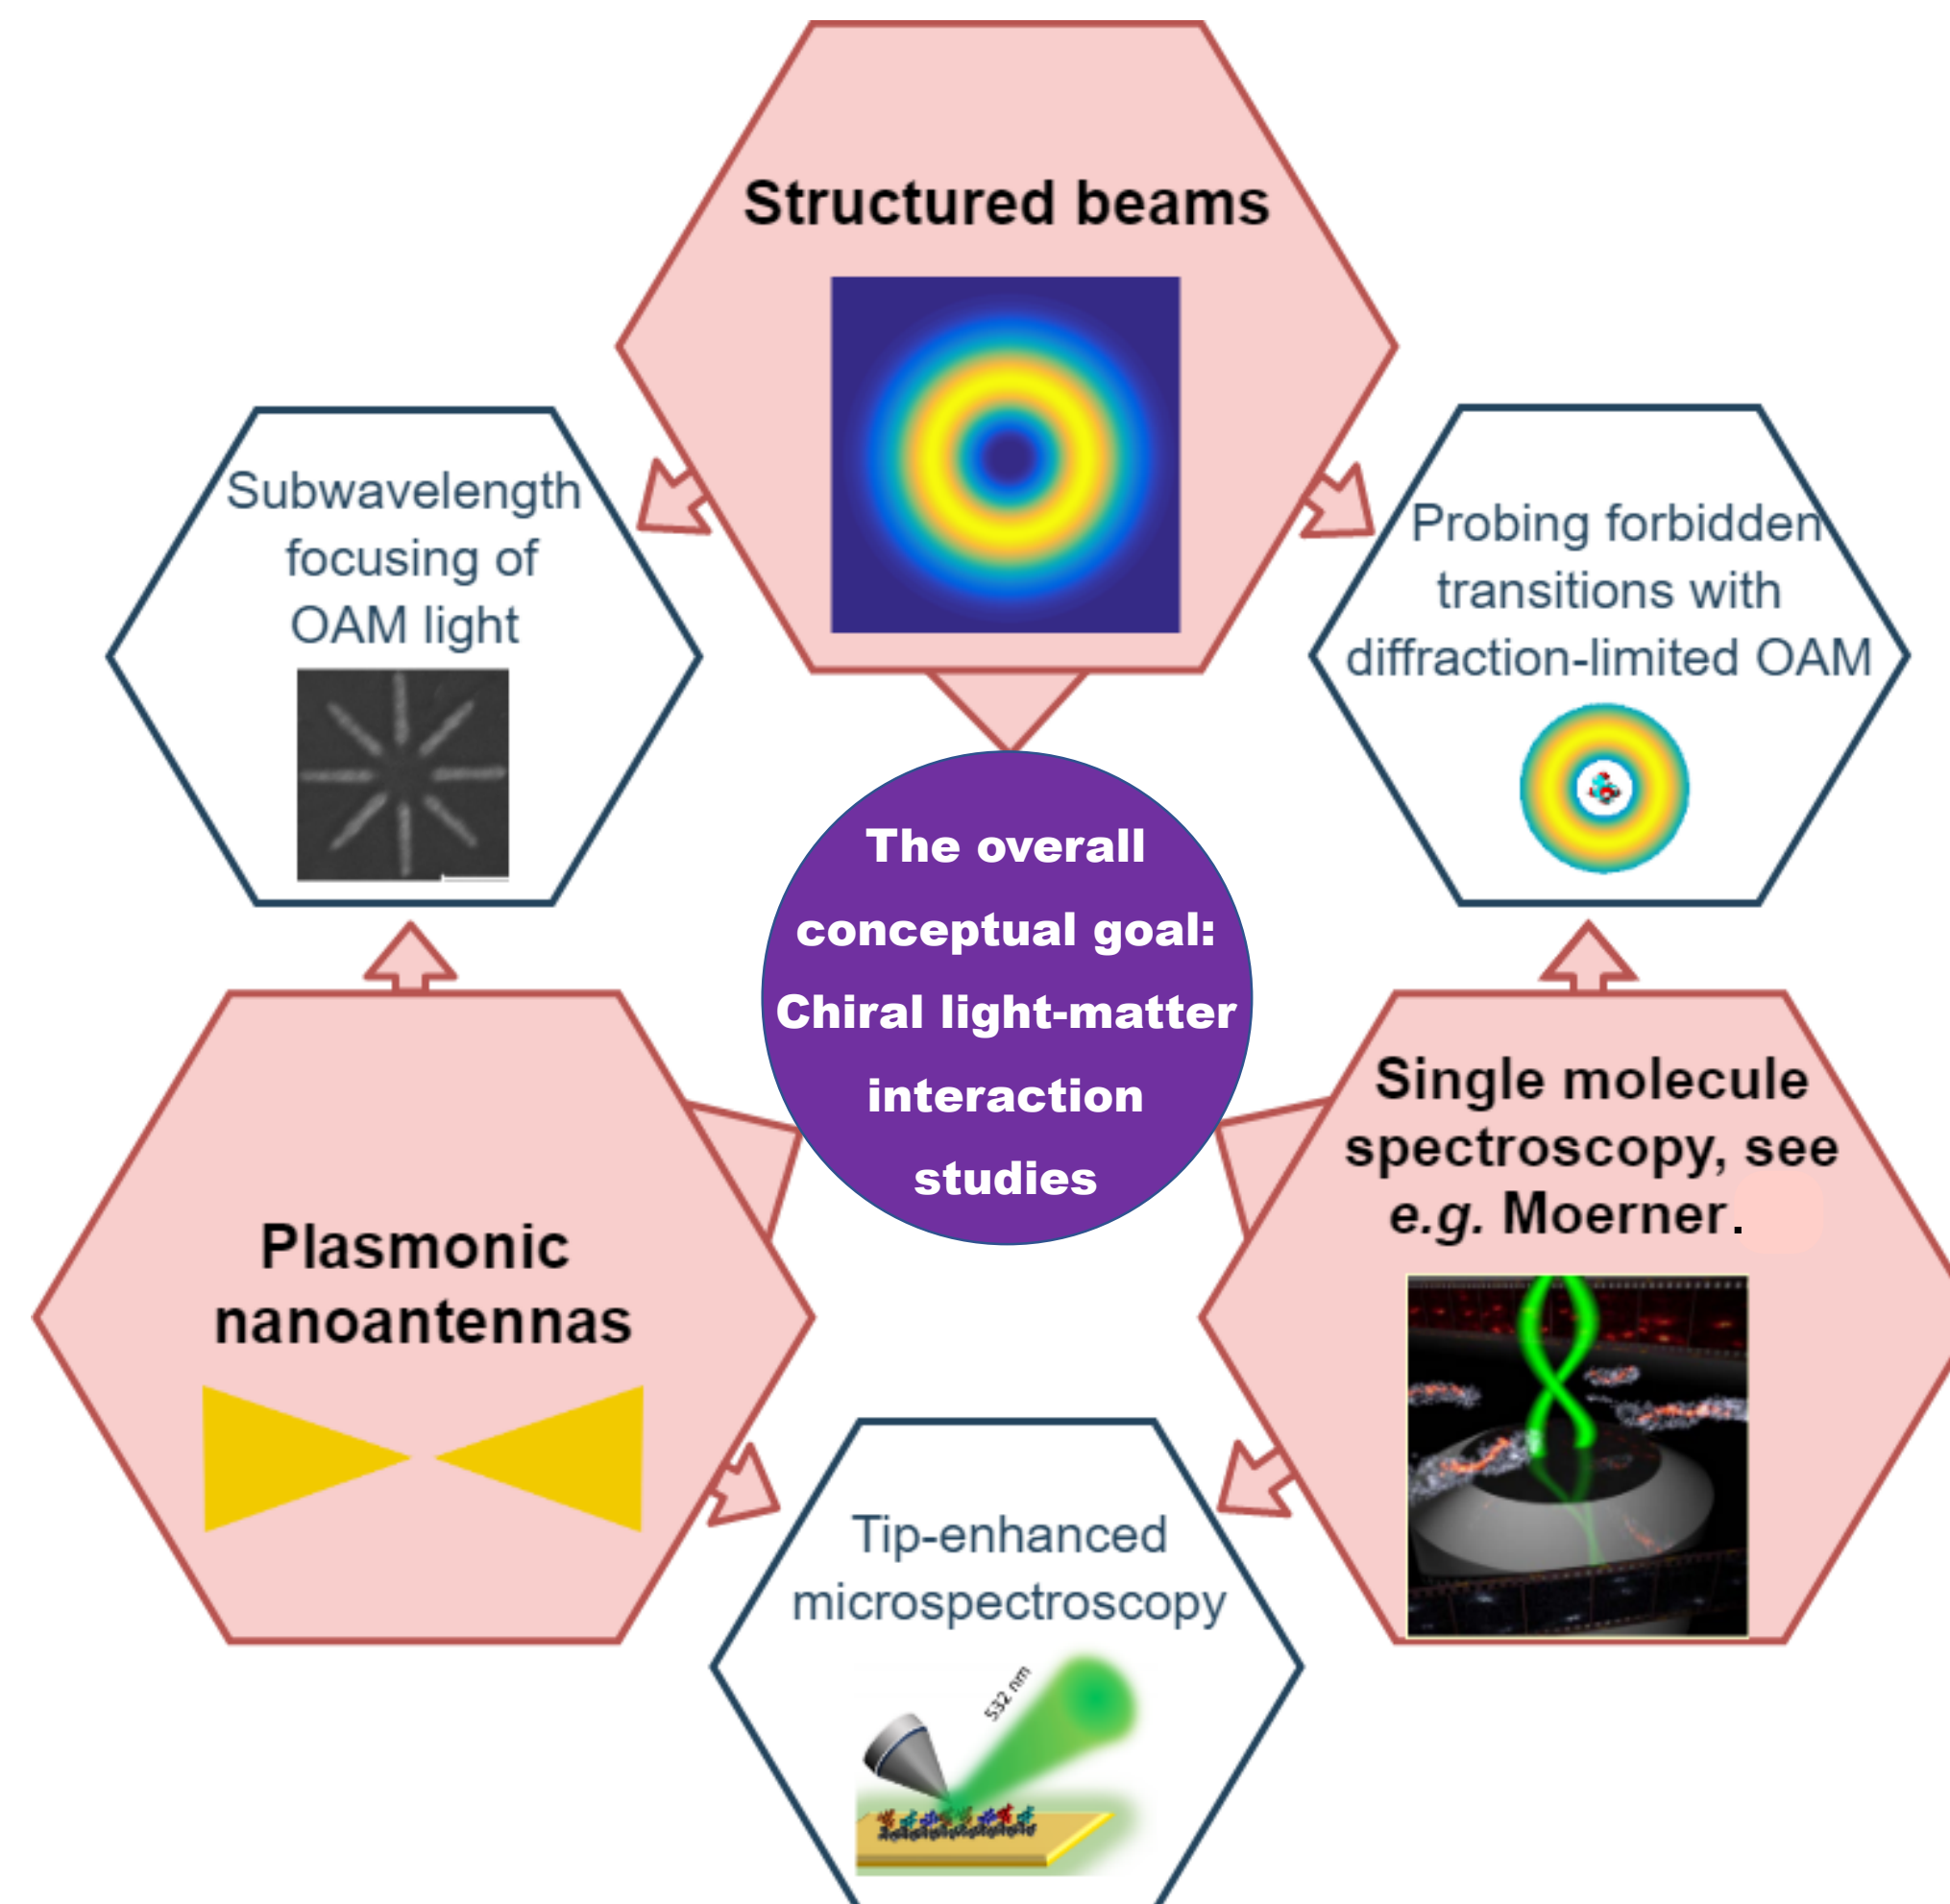 Structured beams
Subwavelength
focusing of
OAM light
Probing forbidden
transitions with
diffraction-limited OAM
The overall
conceptual goal:
Chiral light-matter
interaction
studies
Plasmonic
nanoantennas
Single molecule
spectroscopy, see
e.g. Moerner.
Tip-enhanced
microspectroscopy
532 nm